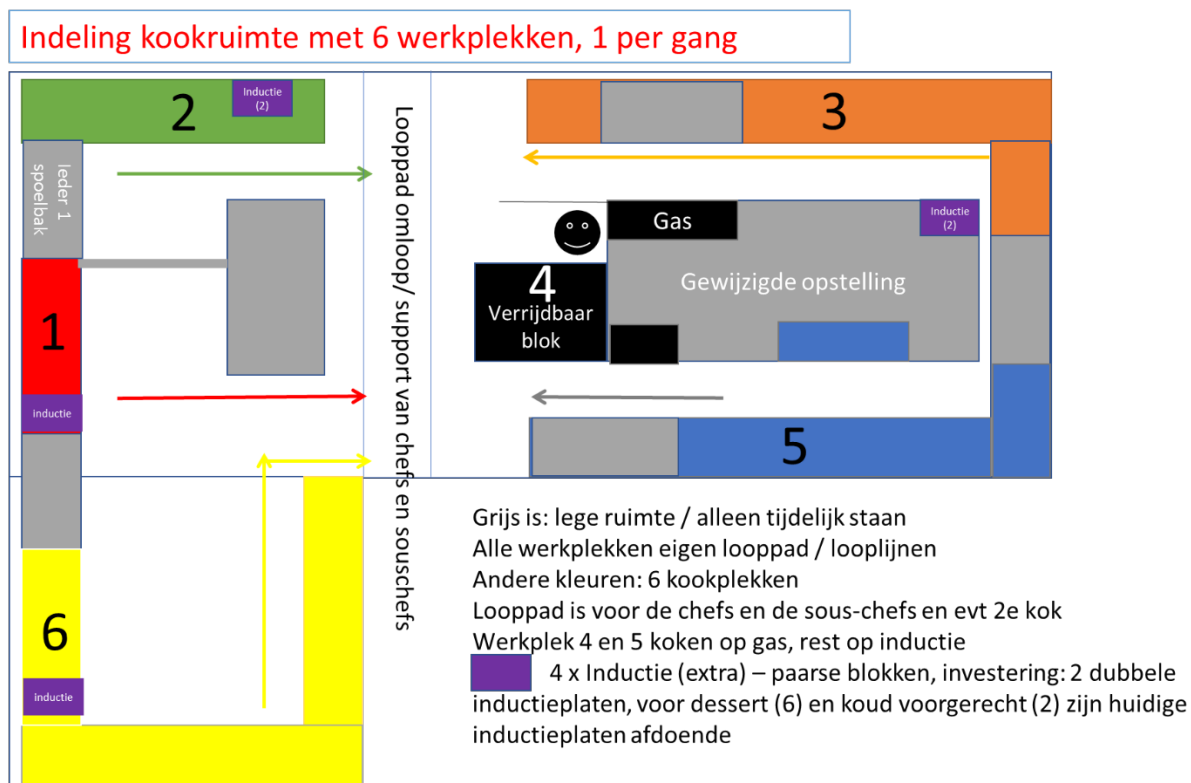 Indeling kookruimte met 6 werkplekken, 1 per gang
2
Inductie
(2)
Ieder 1
spoelbak
1
inductie
6
inductie
Looppad omloop/ support van chefs en souschefs
3
Gas
Inductie
(2)
4
Verrijdbaar
blok
Gewijzigde opstelling
5
Grijs is: lege ruimte / alleen tijdelijk staan
Alle werkplekken eigen looppad / looplijnen
Andere kleuren: 6 kookplekken
Looppad is voor de chefs en de sous-chefs en evt 2e kok
Werkplek 4 en 5 koken op gas, rest op inductie
4 x Inductie (extra) – paarse blokken, investering: 2 dubbele
inductieplaten, voor dessert (6) en koud voorgerecht (2) zijn huidige
inductieplaten afdoende